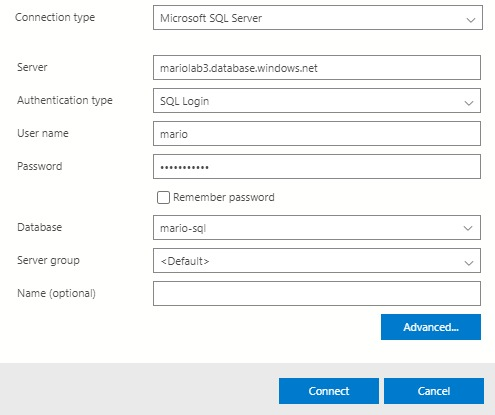 Connection type Microsoft SQL Server
Server mariolab3.database.windows.net
Authentication type SQL Login
User name mario
Password •••••••••••
Remember password
Database mario-sql
Server group <Default>
Name (optional)
Advanced...
Connect Cancel